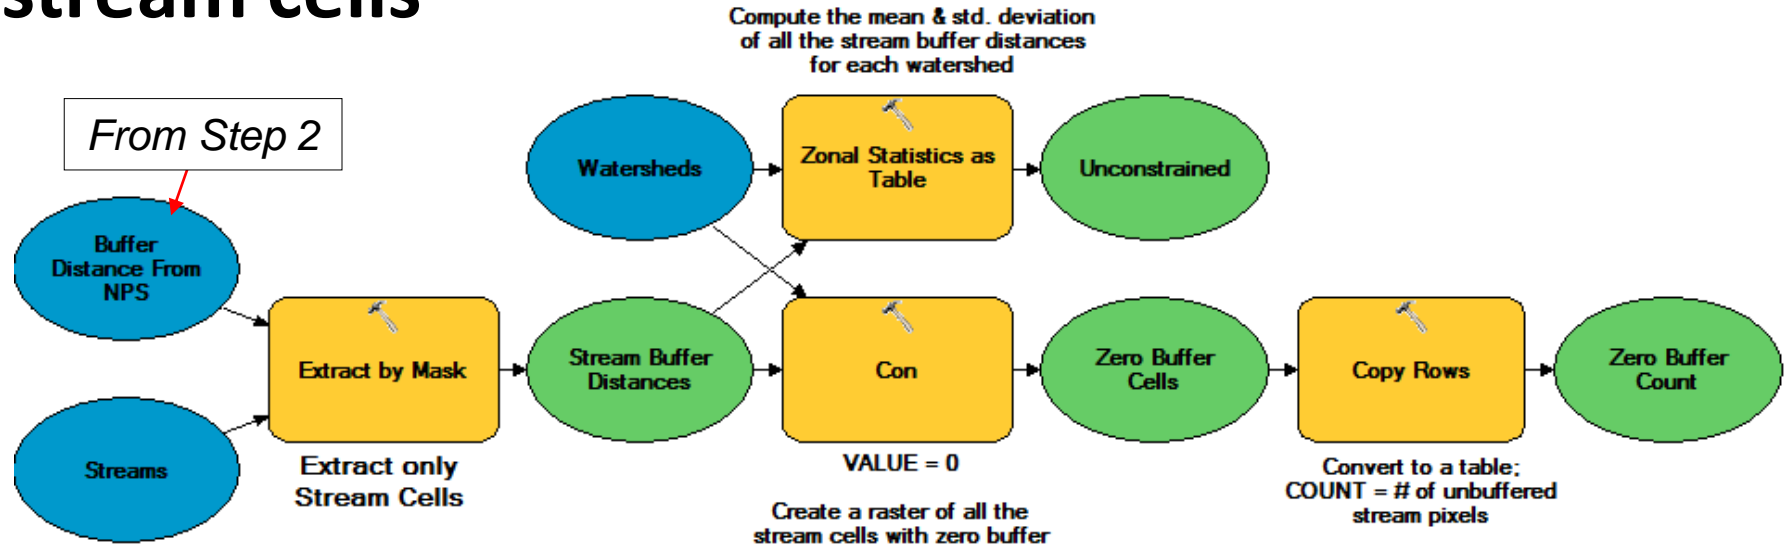 stream cells
Compute the mean & std. deviation
of all the stream buffer distances
for each watershed
From Step 2
Watersheds
Zonal Statistics as
Table
Unconstrained
Buffer
Distance From
NPS
Extract by Mask
Stream Buffer
Distances
Con
Zero Buffer
Cells
Copy Rows
Zero Buffer
Count
Streams
Extract only
Stream Cells
VALUE = 0
Create a raster of all the
stream cells with zero buffer
Convert to a table;
COUNT = # of unbuffered
stream pixels